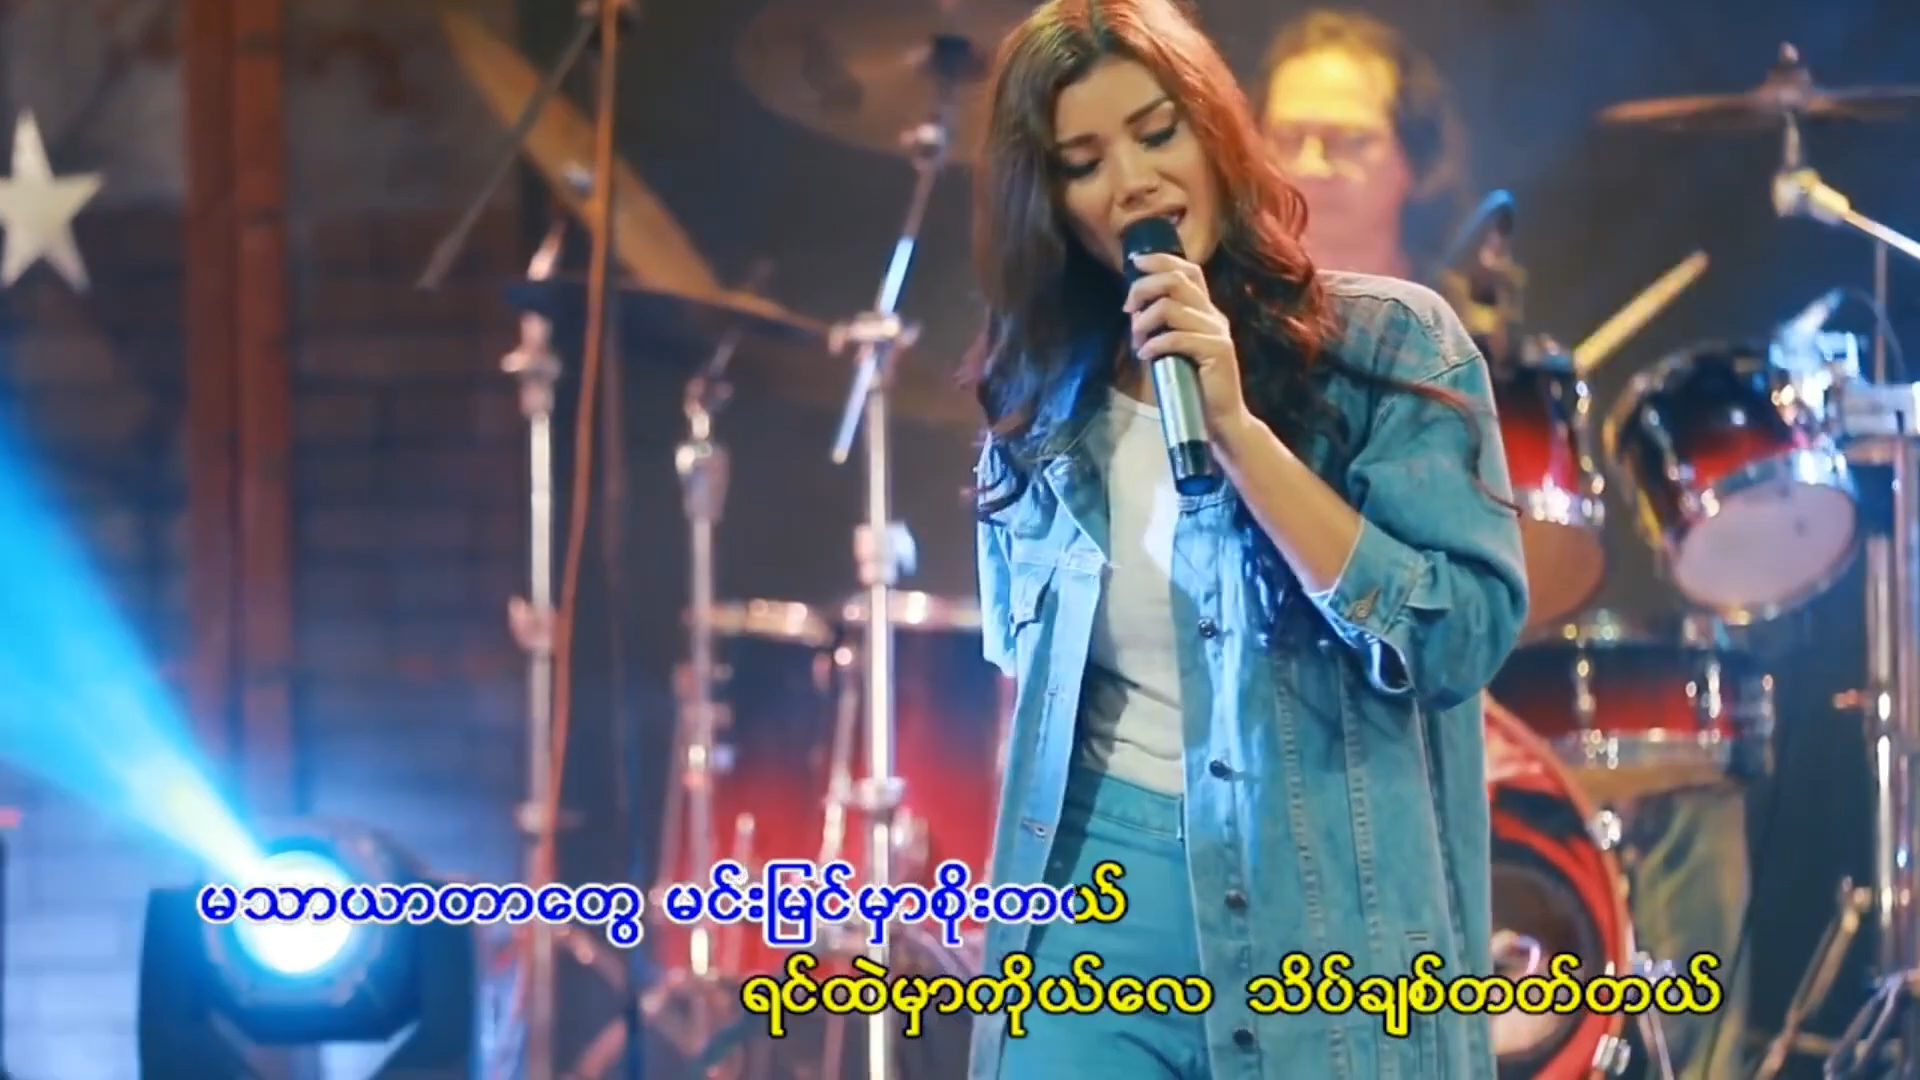 မသာယာတာတွေ မင်းမြင်မှာစိုးတယ်
ရင်ထဲမှာကိုယ်လေ သိပ်ချစ်တတ်တယ်